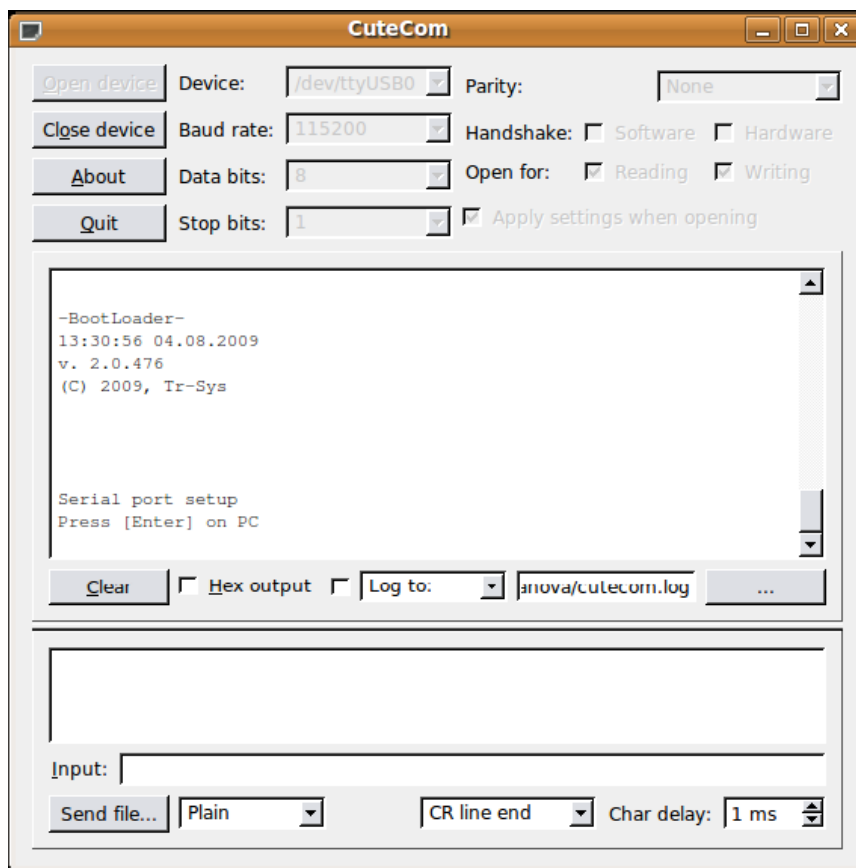 CuteCom
Open device Device: /dev/ttyUSB0 Parity: None
Close device Baud rate: 115200 Handshake: Software Hardware
About Data bits: 8 Open for: Reading Writing
Quit Stop bits: 1 Apply settings when opening
-BootLoader-
13:30:56 04.08.2009
v. 2.0.476
(C) 2009, Tr-Sys
Serial port setup
Press [Enter] on PC
Clear Hex output Log to: anova/cutecom.log ...
Input:
Send file... Plain CR line end Char delay: 1 ms